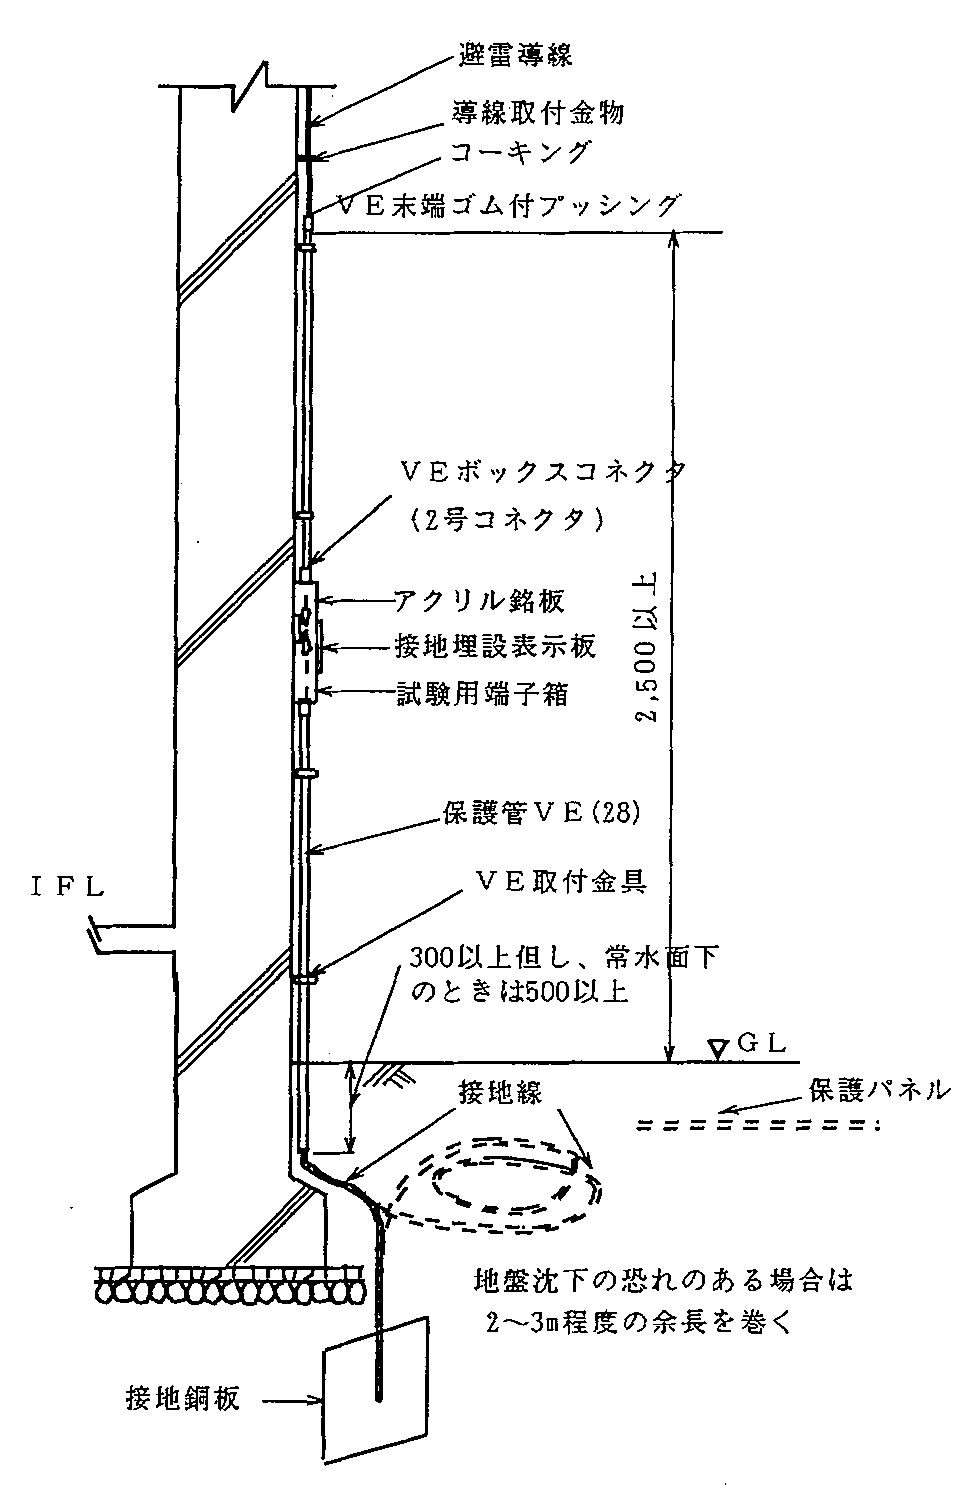 避雷導線
導線取付金物
コーキング
ＶＥ末端ゴム付プッシング
ＶＥボックスコネクタ
(2号コネクタ)
アクリル銘板
接地埋設表示板
試験用端子箱
2,500以上
保護管ＶＥ(28)
ＶＥ取付金具
ＩＦＬ
300以上但し、常水面下
のときは500以上
ＧＬ
接地線
保護パネル
地盤沈下の恐れのある場合は
2～3m程度の余長を巻く
接地銅板